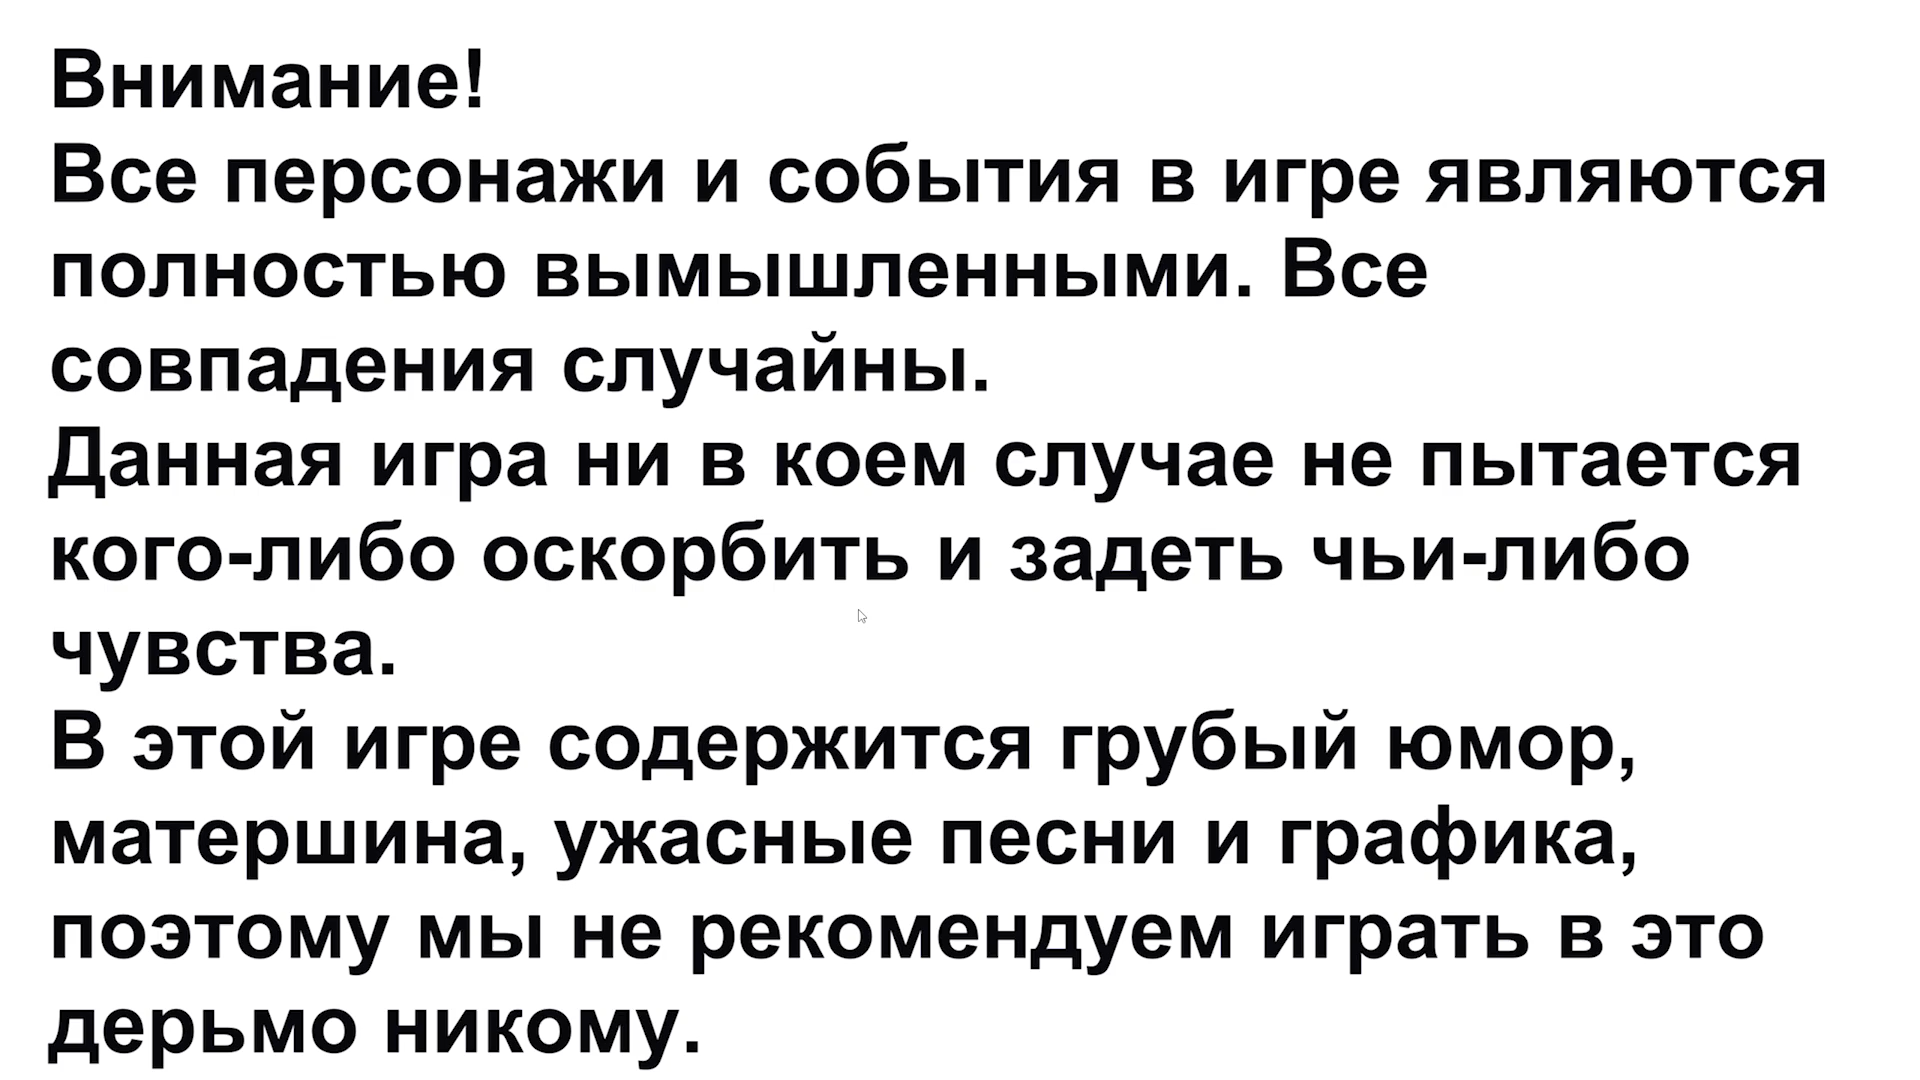 Внимание!
Все персонажи и события в игре являются
полностью вымышленными. Все
совпадения случайны.
Данная игра ни в коем случае не пытается
кого-либо оскорбить и задеть чьи-либо
чувства.
В этой игре содержится грубый юмор,
матершина, ужасные песни и графика,
поэтому мы не рекомендуем играть в это
дерьмо никому.